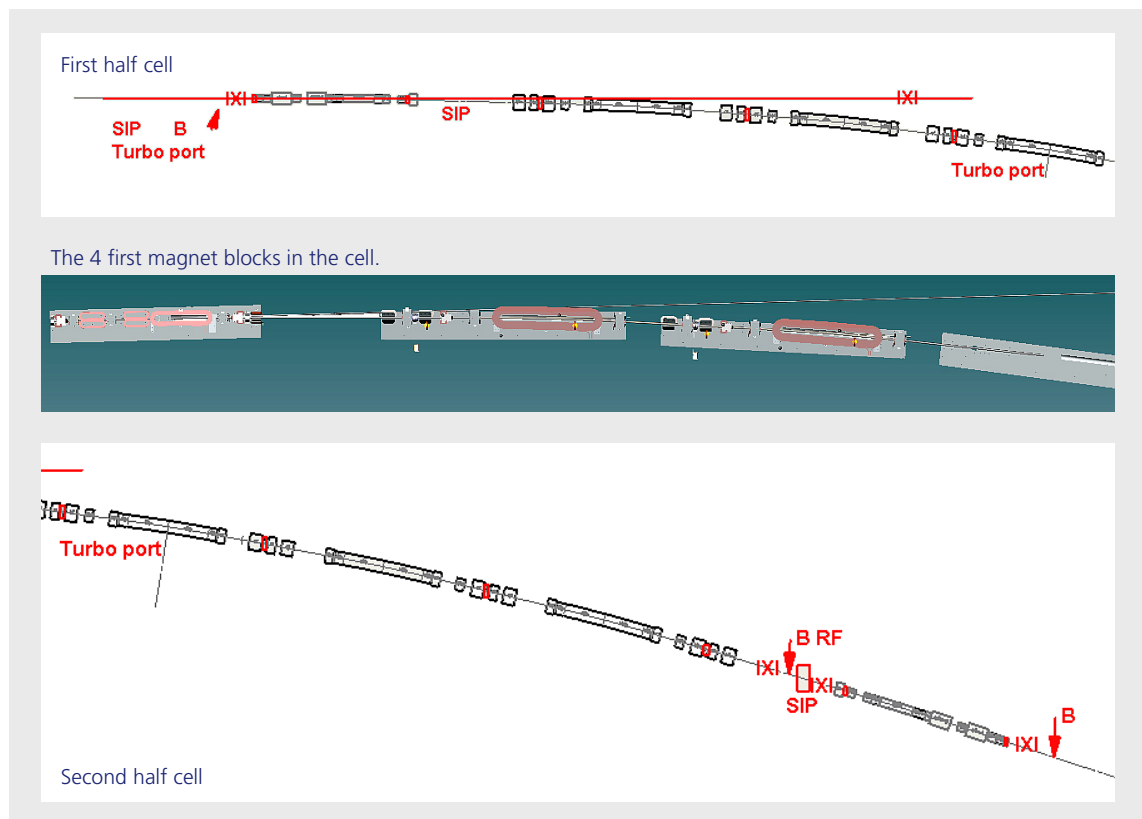 First half cell
IXI
IXI
SIP
SIP B
Turbo port
Turbo port
The 4 first magnet blocks in the cell.
Turbo port
B RF
IXI
IXI
SIP
B
IXI
Second half cell